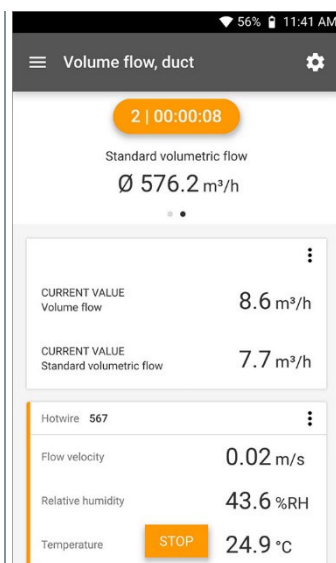 56% 11:41 AM
Volume flow, duct
2 | 00:00:08
Standard volumetric flow
Ø 576.2 m³/h
CURRENT VALUE
Volume flow
8.6 m³/h
CURRENT VALUE
Standard volumetric flow
7.7 m³/h
Hotwire 567
Flow velocity 0.02 m/s
Relative humidity 43.6 %RH
Temperature STOP 24.9 °C